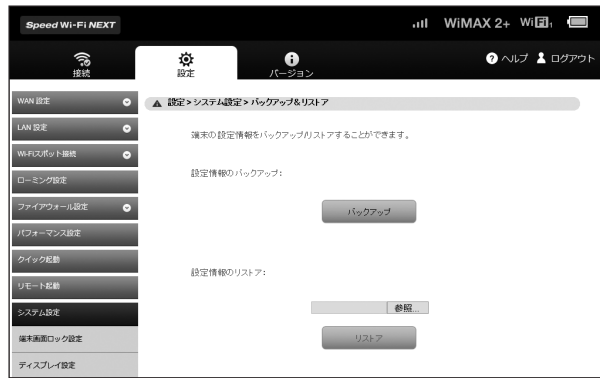 Speed Wi-Fi NEXT
WiMAX 2+ WiFi 1
接続
設定
バージョン
ヘルプ
ログアウト
WAN 設定
設定 > システム設定 > バックアップ&リストア
LAN 設定
端末の設定情報をバックアップ/リストアすることができます。
Wi-Fiスポット接続
設定情報のバックアップ:
ローミング設定
ファイアウォール設定
バックアップ
パフォーマンス設定
クイック起動
設定情報のリストア:
リモート起動
参照...
システム設定
リストア
端末画面ロック設定
ディスプレイ設定